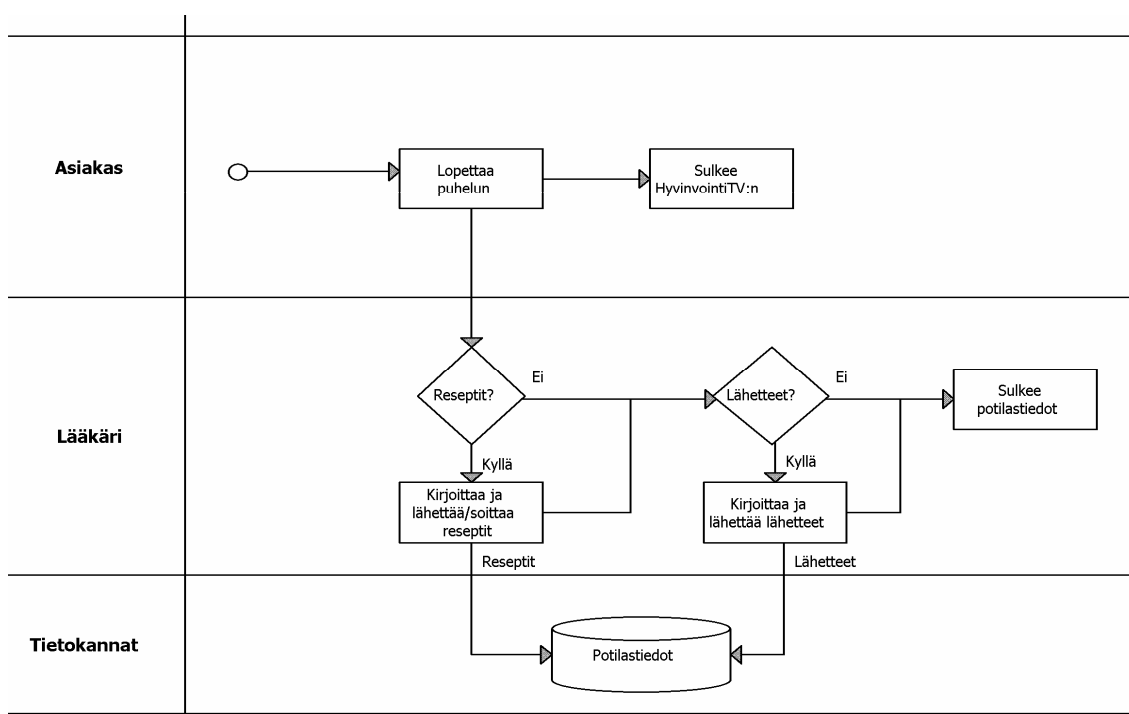 Asiakas
Lopettaa
puhelun
Sulkee
HyvinvointiTV:n
Lääkäri
Reseptit?
Ei
Lähetteet?
Ei
Sulkee
potilastiedot
Kyllä
Kyllä
Kirjoittaa ja
lähettää/soittaa
reseptit
Kirjoittaa ja
lähettää lähetteet
Reseptit
Lähetteet
Tietokannat
Potilastiedot